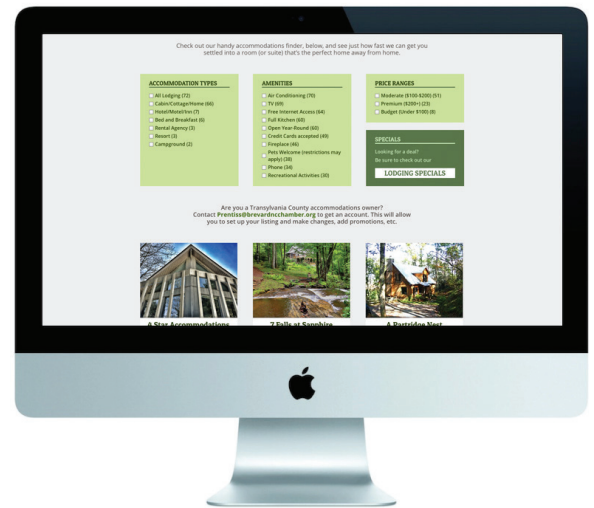 Check out our handy accommodations finder, below, and see just how fast we can get you
settled into a room (or suite) that's the perfect home away from home.
ACCOMMODATION TYPES
All Lodging (72)
Cabin/Cottage/Home (66)
Hotel/Motel/Inn (7)
Bed and Breakfast (6)
Rental Agency (3)
Resort (3)
Campground (2)
AMENITIES
Air Conditioning (70)
TV (69)
Free Internet Access (64)
Full Kitchen (60)
Open Year-Round (60)
Credit Cards accepted (49)
Fireplace (46)
Pets Welcome (restrictions may
apply) (38)
Phone (34)
Recreational Activities (30)
PRICE RANGES
Moderate ($100-$200) (51)
Premium ($200+) (23)
Budget (Under $100) (8)
SPECIALS
Looking for a deal?
Be sure to check out our
LODGING SPECIALS
Are you a Transylvania County accommodations owner?
Contact Prentiss@brevardncchamber.org to get an account. This will allow
you to set up your listing and make changes, add promotions, etc.
A Star Accommodations
7 Falls at Sapphire
A Partridge Nest